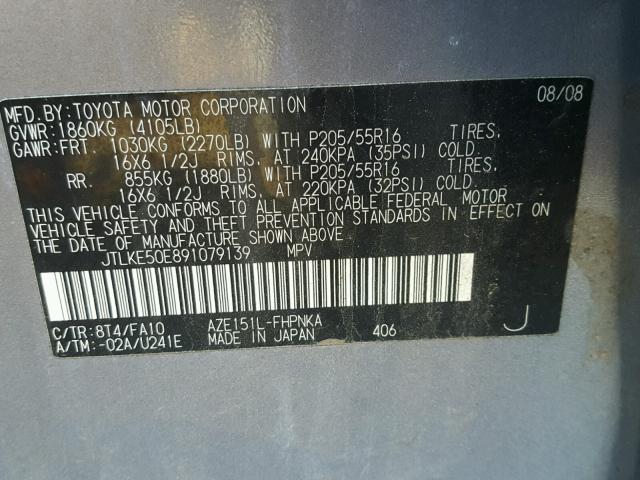 MFD.BY:TOYOTA MOTOR CORPORATION 08/08
GVWR:1860KG (4105LB)
GAWR:FRT. 1030KG (2270LB) WITH P205/55R16 TIRES,
16X6 1/2J RIMS, AT 240KPA (35PSI) COLD.
RR. 855KG (1880LB) WITH P205/55R16 TIRES,
16X6 1/2J RIMS, AT 220KPA (32PSI) COLD.
THIS VEHICLE CONFORMS TO ALL APPLICABLE FEDERAL MOTOR
VEHICLE SAFETY AND THEFT PREVENTION STANDARDS IN EFFECT ON
THE DATE OF MANUFACTURE SHOWN ABOVE.
JTLKE50E891079139 MPV
C/TR:8T4/FA10 AZE151L-FHPNKA 406 J
A/TM:-02A/U241E MADE IN JAPAN